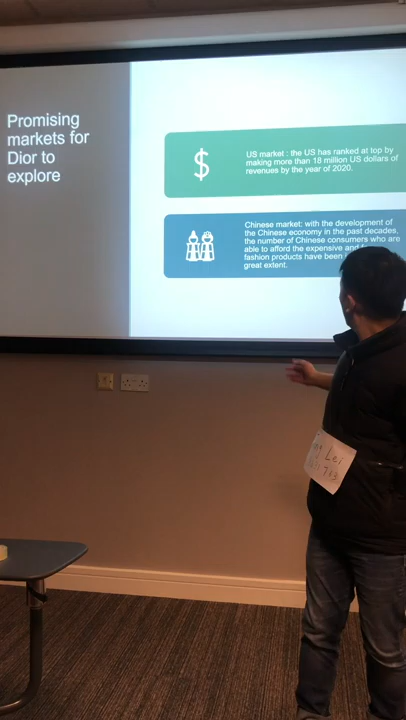 Promising
markets for
Dior to
explore
$
US market : the US has ranked at top by
making more than 18 million US dollars of
revenues by the year of 2020.
Chinese market: with the development of
the Chinese economy in the past decades,
the number of Chinese consumers who are
able to afford the expensive and
fashion products have been
great extent.
Lei